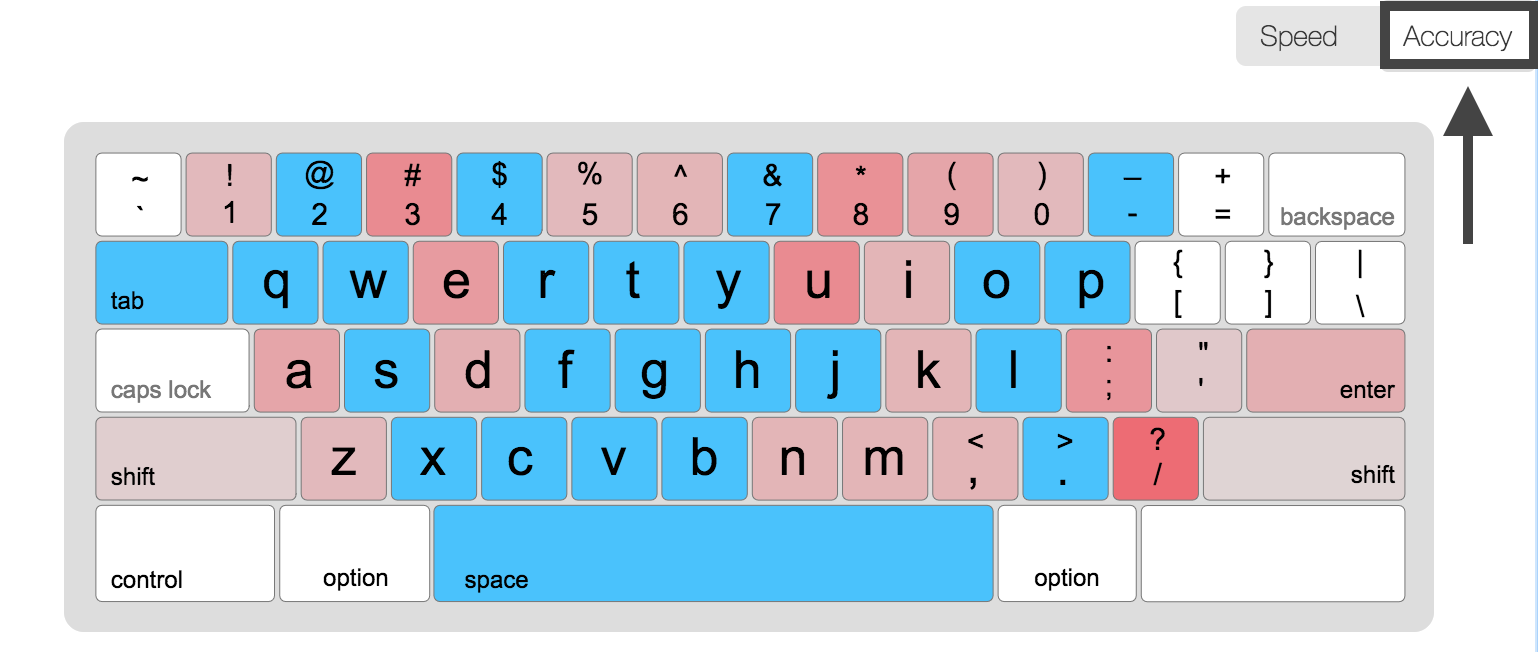 Speed Accuracy
~ ! @ # $ % ^ & * ( ) _ +
` 1 2 3 4 5 6 7 8 9 0 - = backspace
tab q w e r t y u i o p { } |
[ ] \
caps lock a s d f g h j k l : " enter
; '
shift z x c v b n m < > ? shift
, . /
control option space option